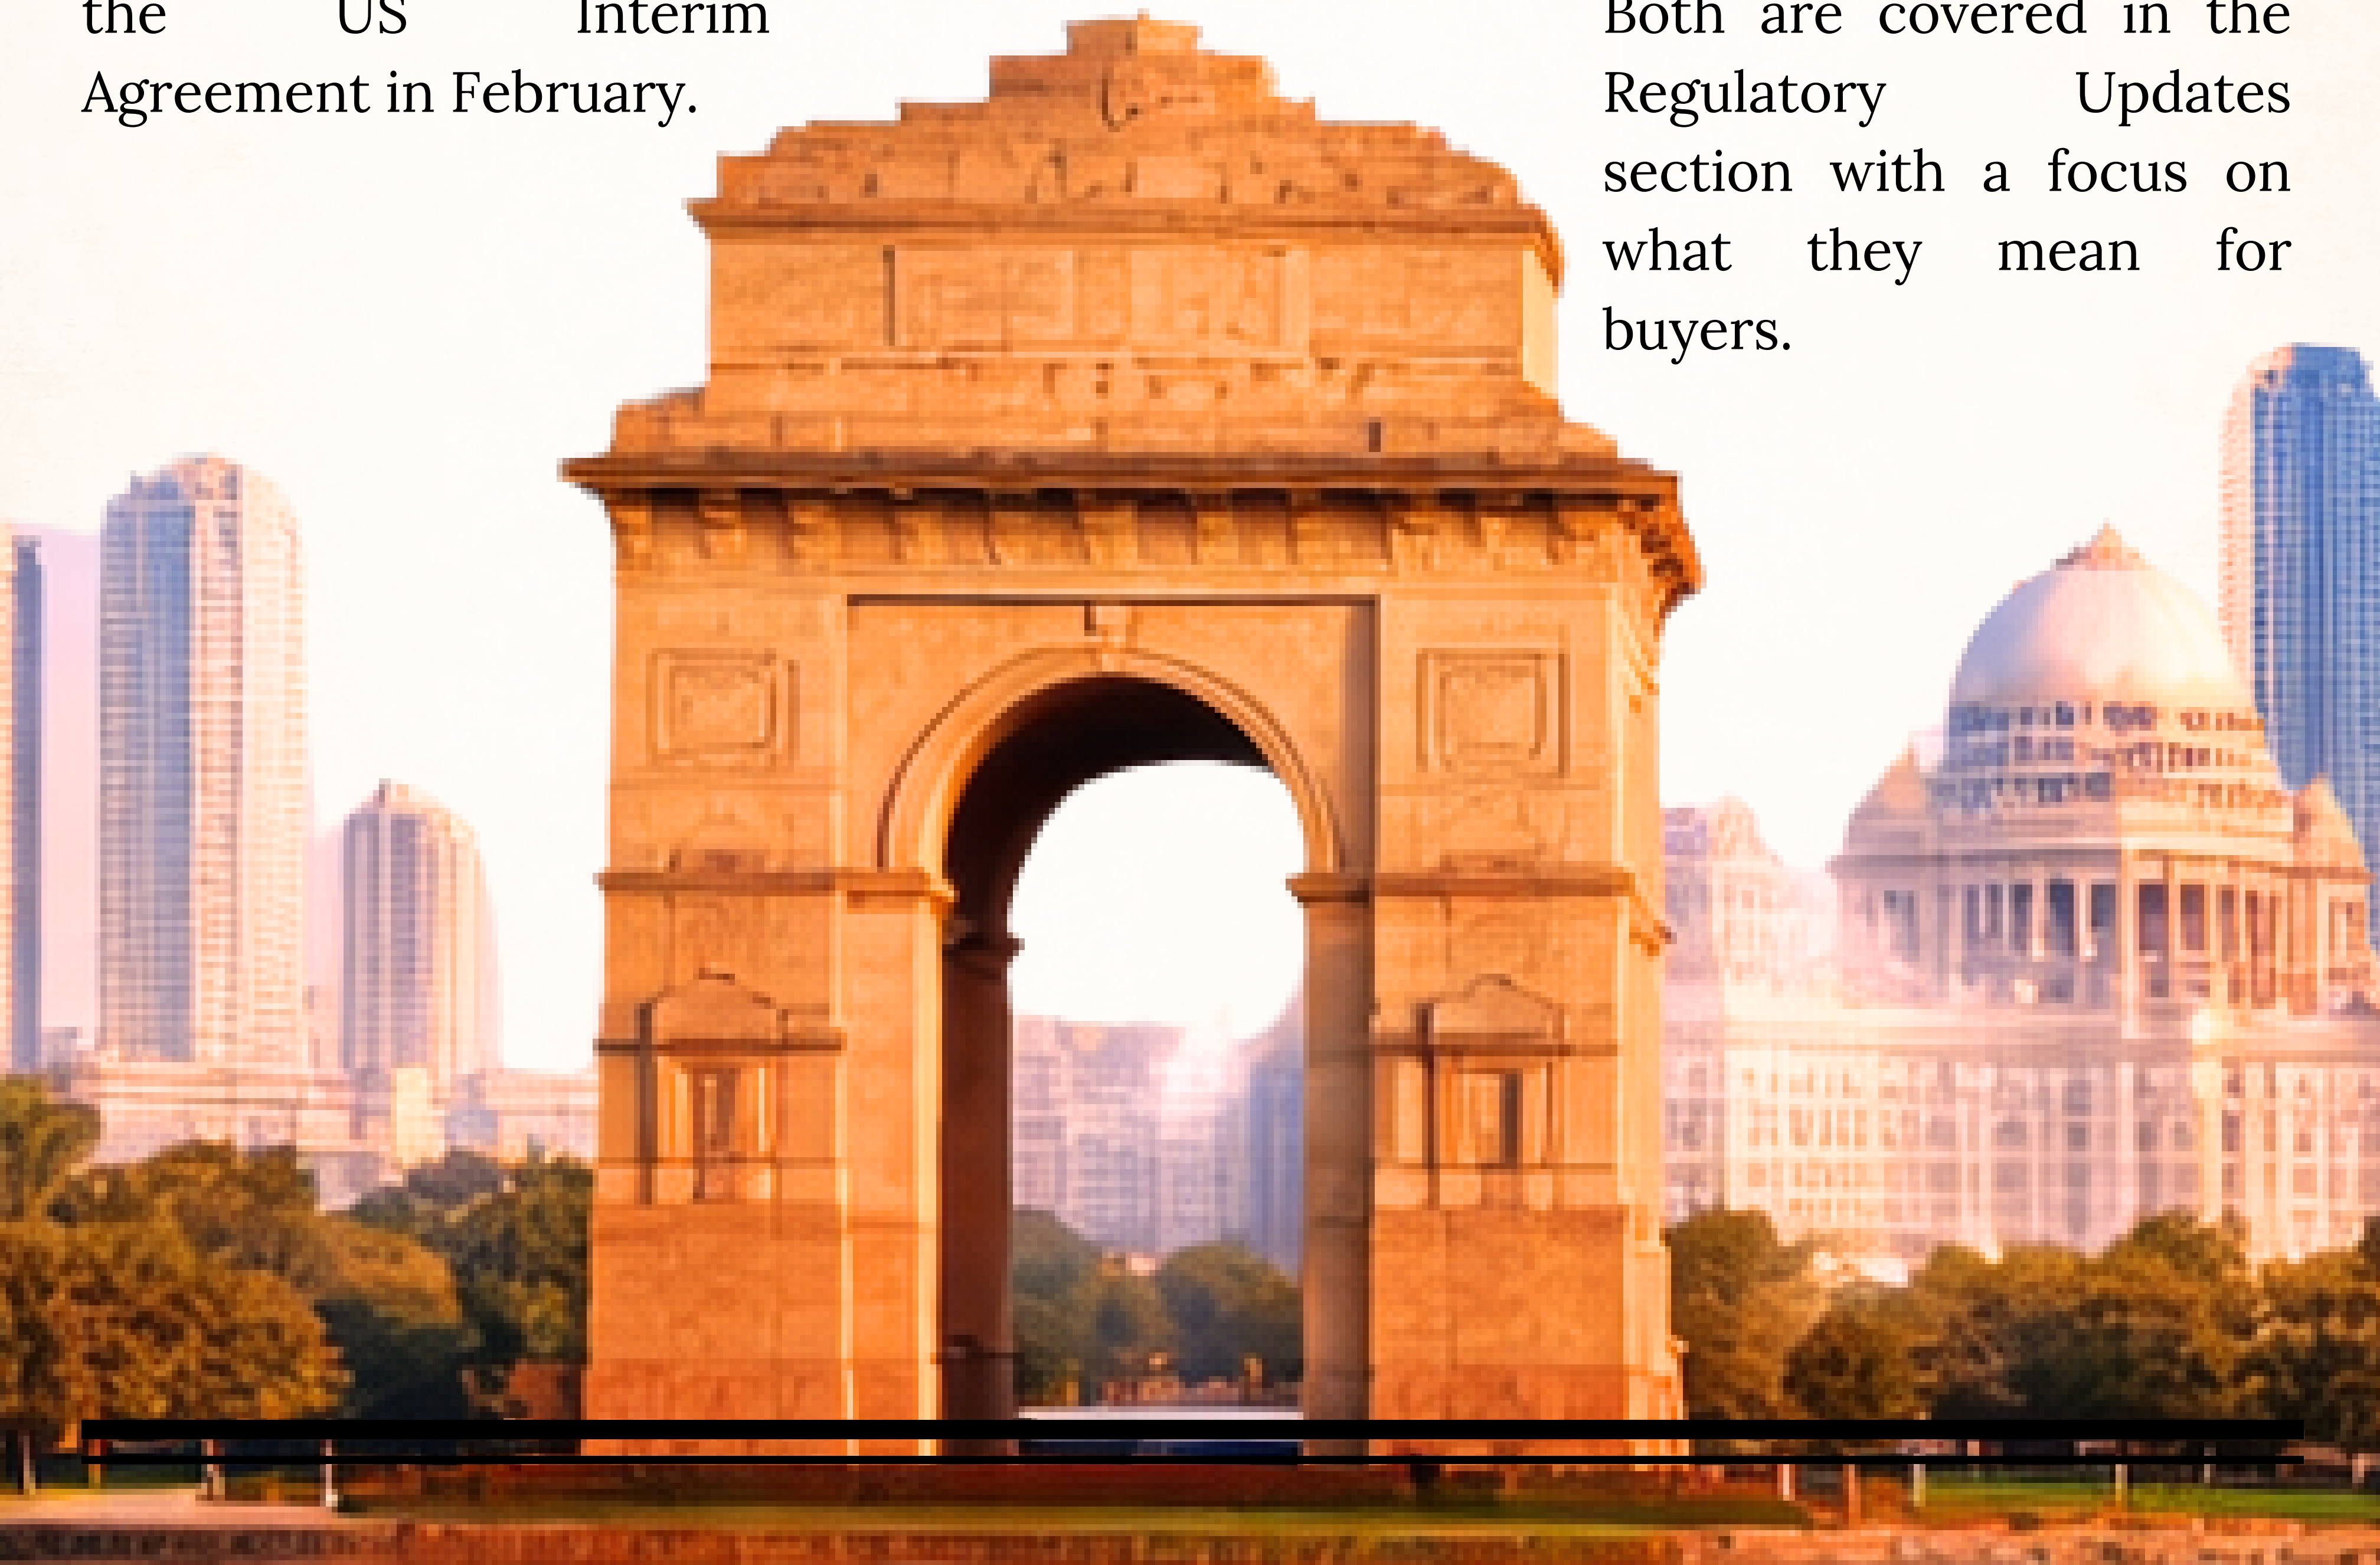 the US Interim
Agreement in February.
Both are covered in the
Regulatory Updates
section with a focus on
what they mean for
buyers.